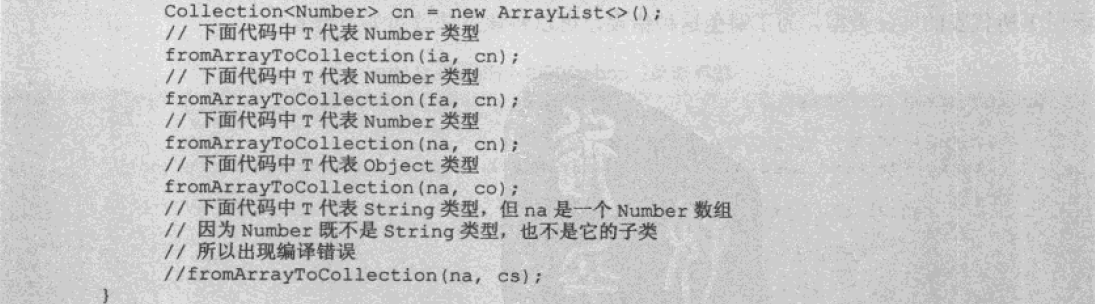 Collection<Number> cn = new ArrayList<>();
// 下面代码中 T 代表 Number 类型
fromArrayToCollection(ia, cn);
// 下面代码中 T 代表 Number 类型
fromArrayToCollection(fa, cn);
// 下面代码中 T 代表 Number 类型
fromArrayToCollection(na, cn);
// 下面代码中 T 代表 Object 类型
fromArrayToCollection(na, co);
// 下面代码中 T 代表 String 类型，但 na 是一个 Number 数组
// 因为 Number 既不是 String 类型，也不是它的子类
// 所以出现编译错误
//fromArrayToCollection(na, cs);
}